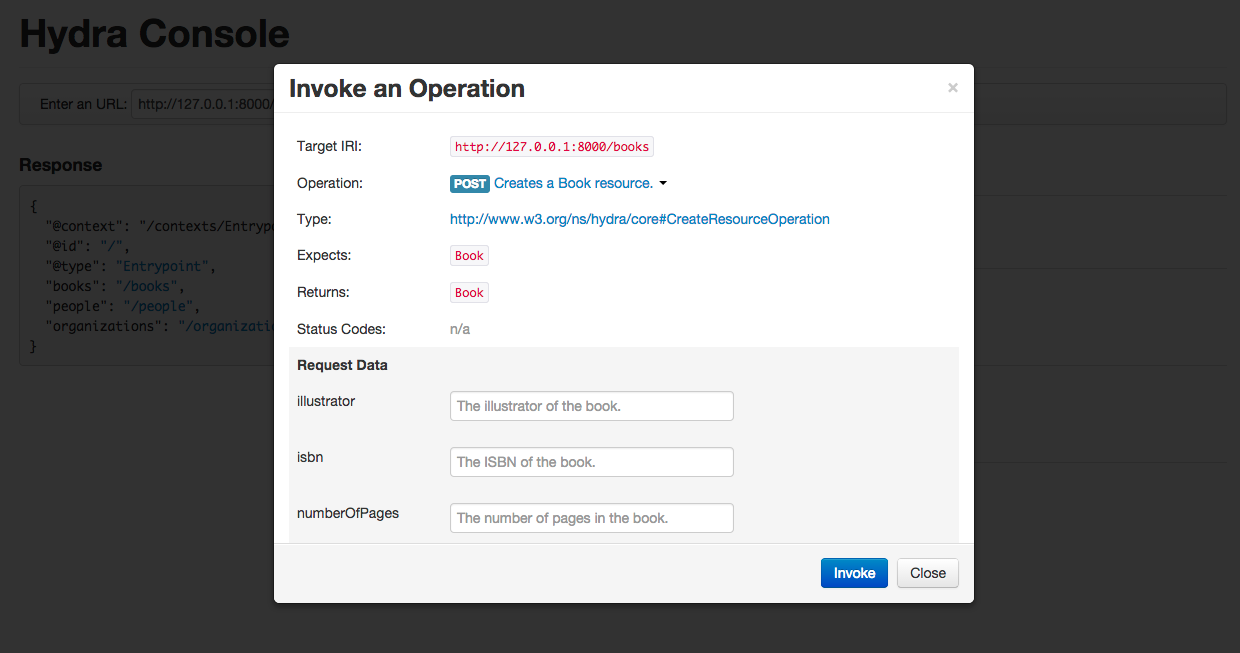 Hydra Console
Invoke an Operation ×
Enter an URL: http://127.0.0.1:8000/
Target IRI: http://127.0.0.1:8000/books
Response
Operation: POST Creates a Book resource.
{
"@context": "/contexts/Entryp
Type: http://www.w3.org/ns/hydra/core#CreateResourceOperation
"@id": "/",
Expects: Book
"@type": "Entrypoint",
"books": "/books",
Returns: Book
"people": "/people",
"organizations": "/organizati
Status Codes: n/a
}
Request Data
illustrator The illustrator of the book.
isbn The ISBN of the book.
numberOfPages The number of pages in the book.
Invoke Close